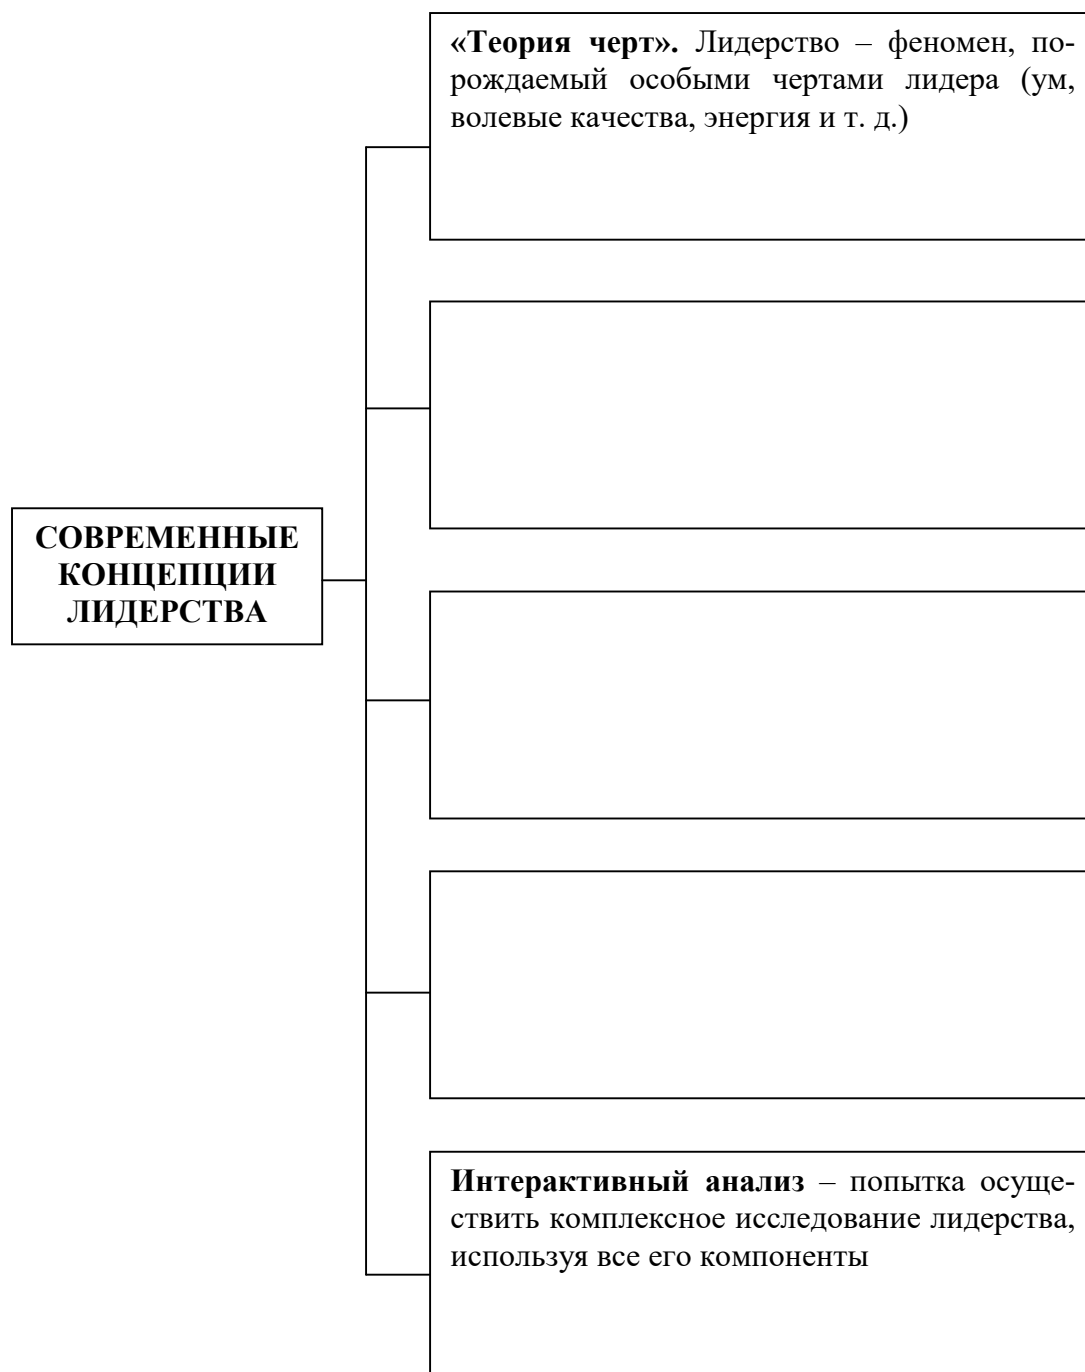 «Теория черт». Лидерство – феномен, по-
рождаемый особыми чертами лидера (ум,
волевые качества, энергия и т. д.)
СОВРЕМЕННЫЕ
КОНЦЕПЦИИ
ЛИДЕРСТВА
Интерактивный анализ – попытка осуще-
ствить комплексное исследование лидерства,
используя все его компоненты